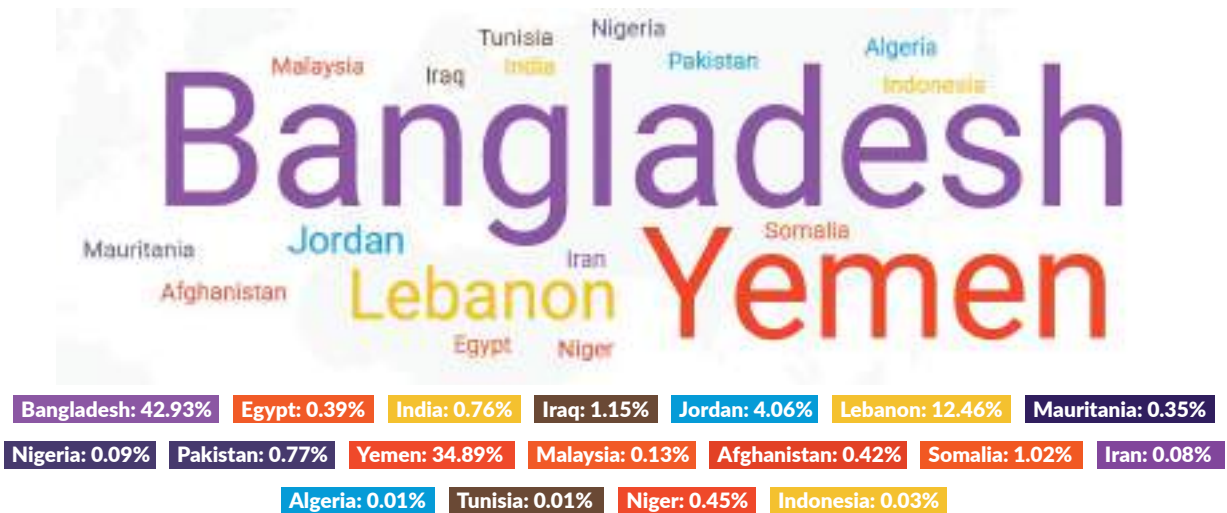 Nigeria
Tunisia
Algeria
Malaysia
Iraq
India
Pakistan
Indonesia
Bangladesh
Mauritania
Jordan
Iran
Somalia
Yemen
Afghanistan
Lebanon
Egypt
Niger
Bangladesh: 42.93% Egypt: 0.39% India: 0.76% Iraq: 1.15% Jordan: 4.06% Lebanon: 12.46% Mauritania: 0.35%
Nigeria: 0.09% Pakistan: 0.77% Yemen: 34.89% Malaysia: 0.13% Afghanistan: 0.42% Somalia: 1.02% Iran: 0.08%
Algeria: 0.01% Tunisia: 0.01% Niger: 0.45% Indonesia: 0.03%